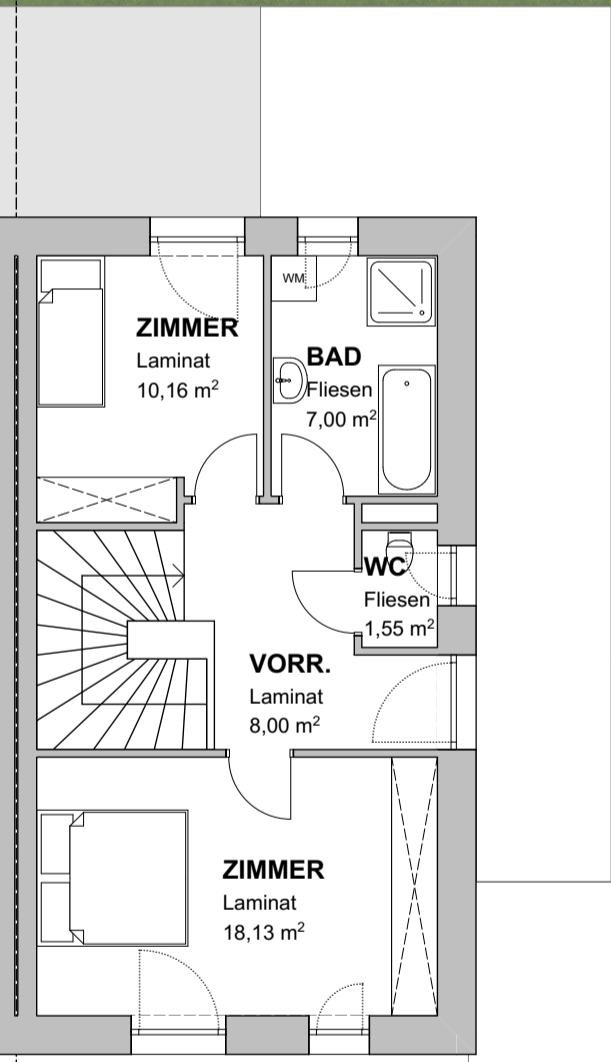 WM
ZIMMER
Laminat
10,16 m²
BAD
Fliesen
7,00 m²
WC
Fliesen
1,55 m²
VORR.
Laminat
8,00 m²
ZIMMER
Laminat
18,13 m²